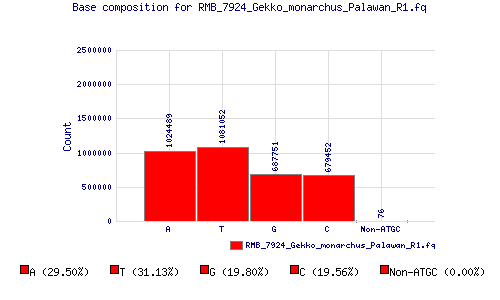 Base composition for RMB_7924_Gekko_monarchus_Palawan_R1.fq
2500000
2000000
1500000
1000000
500000
0
Count
1024489
1081052
687751
679452
76
A T G C Non-ATGC
RMB_7924_Gekko_monarchus_Palawan_R1.fq
A (29.50%) T (31.13%) G (19.80%) C (19.56%) Non-ATGC (0.00%)